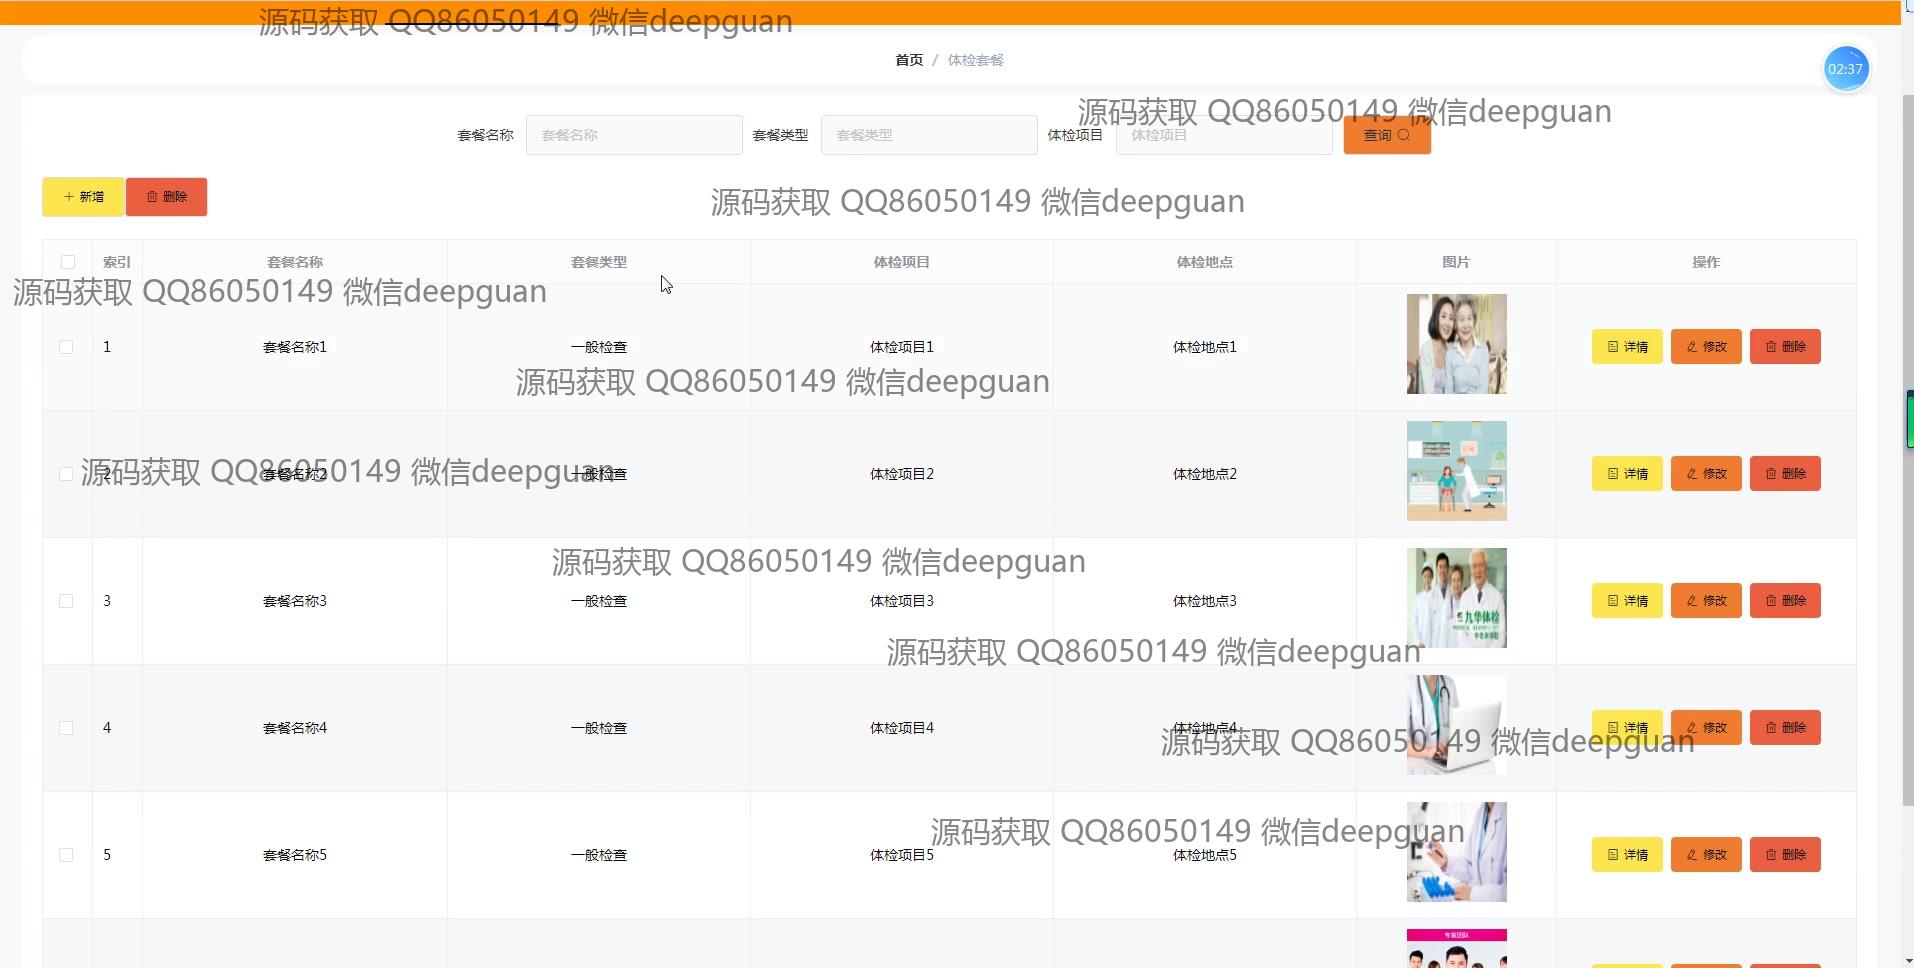 源码获取 QQ86050149 微信deepguan
首页 / 体检套餐
02:37
源码获取 QQ86050149 微信deepguan
套餐名称 套餐名称 套餐类型 套餐类型 体检项目 体检项目 查询
新增 删除
源码获取 QQ86050149 微信deepguan
索引 套餐名称 套餐类型 体检项目 体检地点 图片 操作
源码获取 QQ86050149 微信deepguan
1 套餐名称1 一般检查 体检项目1 体检地点1 详情 修改 删除
源码获取 QQ86050149 微信deepguan
2 套餐名称2 一般检查 体检项目2 体检地点2 详情 修改 删除
源码获取 QQ86050149 微信deepguan
源码获取 QQ86050149 微信deepguan
3 套餐名称3 一般检查 体检项目3 体检地点3 详情 修改 删除
九华体检
源码获取 QQ86050149 微信deepguan
4 套餐名称4 一般检查 体检项目4 体检地点4 详情 修改 删除
源码获取 QQ86050149 微信deepguan
源码获取 QQ86050149 微信deepguan
5 套餐名称5 一般检查 体检项目5 体检地点5 详情 修改 删除
专家团队